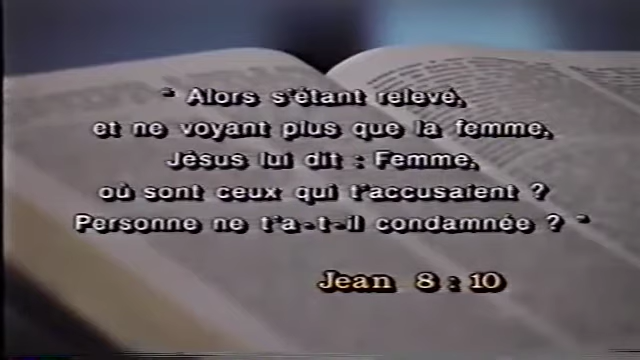 " Alors s'étant relevé,
et ne voyant plus que la femme,
Jésus lui dit : Femme,
où sont ceux qui t'accusaient ?
Personne ne t'a-t-il condamnée ? "
Jean 8 : 10